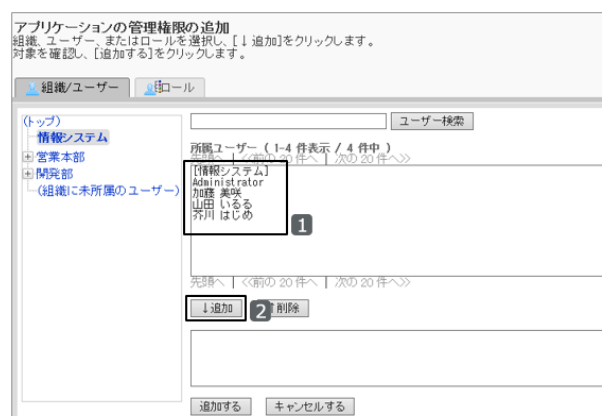 アプリケーションの管理権限の追加
組織、ユーザー、またはロールを選択し、[↓追加]をクリックします。
対象を確認し、[追加する]をクリックします。
組織/ユーザー ロール
(トップ)
情報システム
営業本部
開発部
(組織に未所属のユーザー)
ユーザー検索
所属ユーザー ( 1-4 件表示 / 4 件中 )
先頭へ | <<前の 20 件へ | 次の 20 件へ>>
[情報システム]
Administrator
加藤 美咲
山田 いるる
芥川 はじめ
1
先頭へ | <<前の 20 件へ | 次の 20 件へ>>
↓追加 2 削除
追加する キャンセルする